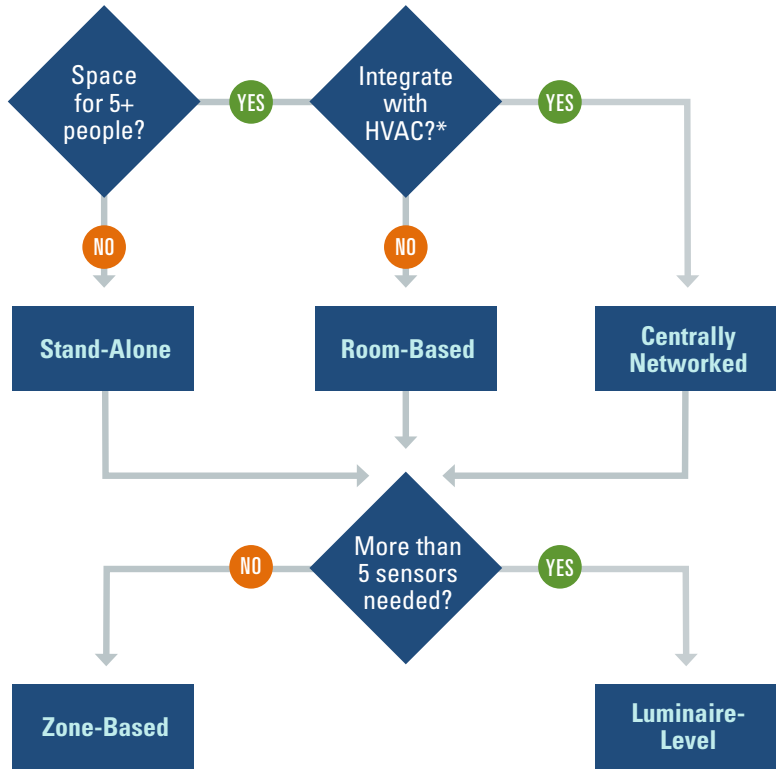 Space
for 5+
people?
YES
Integrate
with
HVAC?*
YES
NO
NO
Stand-Alone
Room-Based
Centrally
Networked
More than
5 sensors
needed?
NO
YES
Zone-Based
Luminaire-
Level